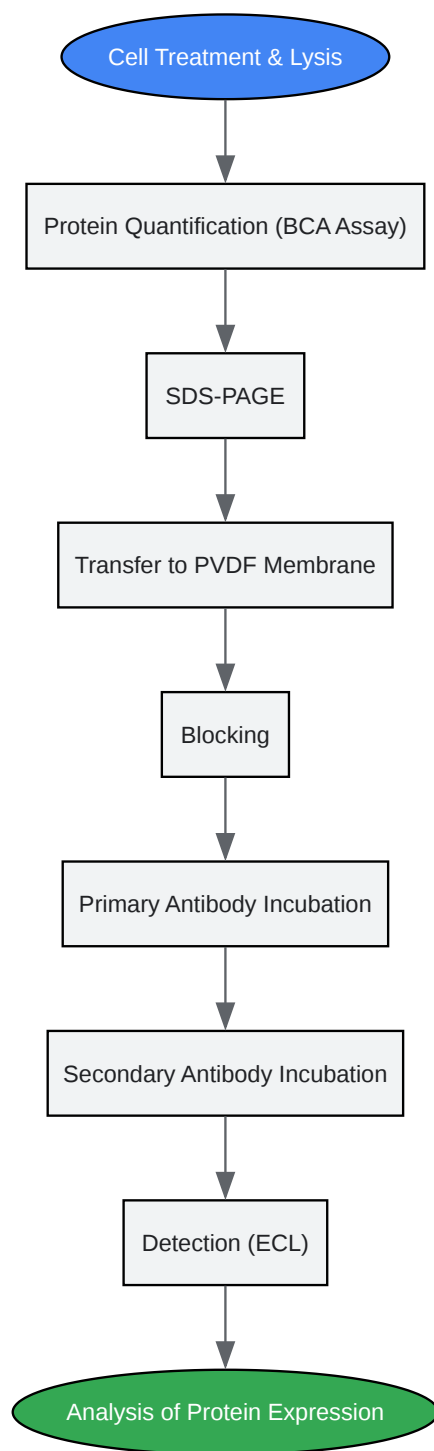 Cell Treatment & Lysis
Protein Quantification (BCA Assay)
SDS-PAGE
Transfer to PVDF Membrane
Blocking
Primary Antibody Incubation
Secondary Antibody Incubation
Detection (ECL)
Analysis of Protein Expression